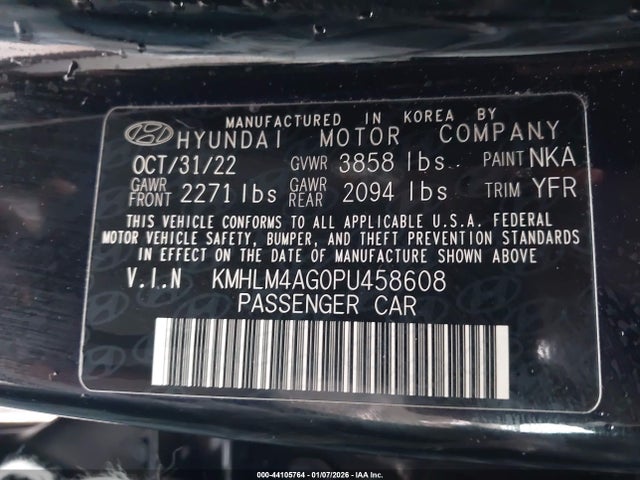 MANUFACTURED IN KOREA BY
HYUNDAI MOTOR COMPANY
OCT/31/22 GVWR 3858 lbs PAINT NKA
GAWR FRONT 2271 lbs GAWR REAR 2094 lbs TRIM YFR
THIS VEHICLE CONFORMS TO ALL APPLICABLE U.S.A. FEDERAL
MOTOR VEHICLE SAFETY, BUMPER, AND THEFT PREVENTION STANDARDS
IN EFFECT ON THE DATE OF MANUFACTURE SHOWN ABOVE
V.I.N KMHLM4AG0PU458608
PASSENGER CAR
000-44105764 | 01/07/2026 - IAA Inc.